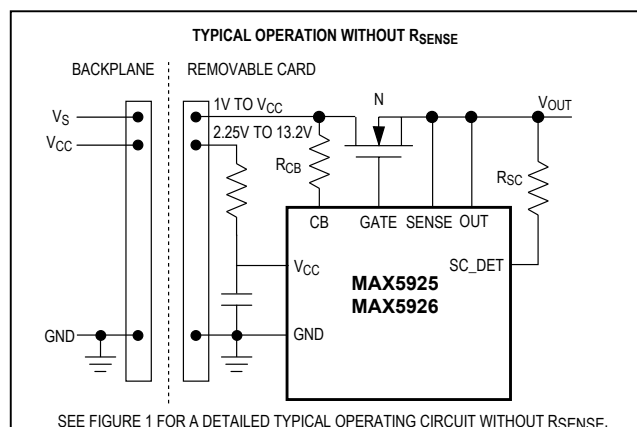 TYPICAL OPERATION WITHOUT RSENSE
BACKPLANE
REMOVABLE CARD
VS
1V TO VCC
N
VOUT
VCC
2.25V TO 13.2V
RCB
RSC
CB
GATE
SENSE
OUT
VCC
SC_DET
MAX5925
MAX5926
GND
GND
SEE FIGURE 1 FOR A DETAILED TYPICAL OPERATING CIRCUIT WITHOUT RSENSE.